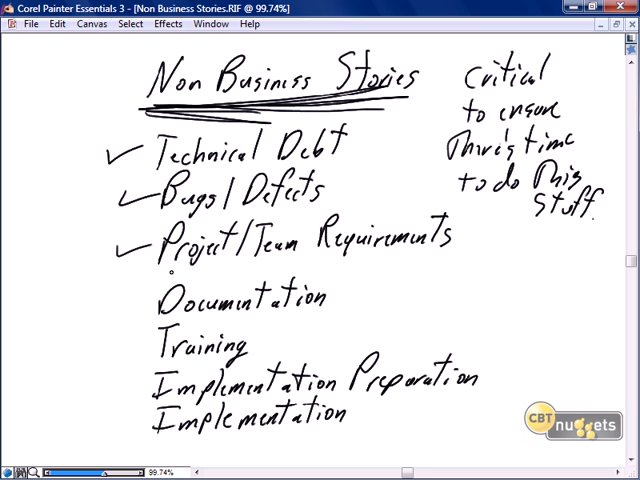 Corel Painter Essentials 3 - [Non Business Stories.RIF @ 99.74%]
File Edit Canvas Select Effects Window Help
Non Business Stories
Technical Debt
Bugs/Defects
Project/Team Requirements
Documentation
Training
Implementation Preparation
Implementation
Critical
to ensure
There's time
to do This
Stuff.
CBT
nuggets
99.74%